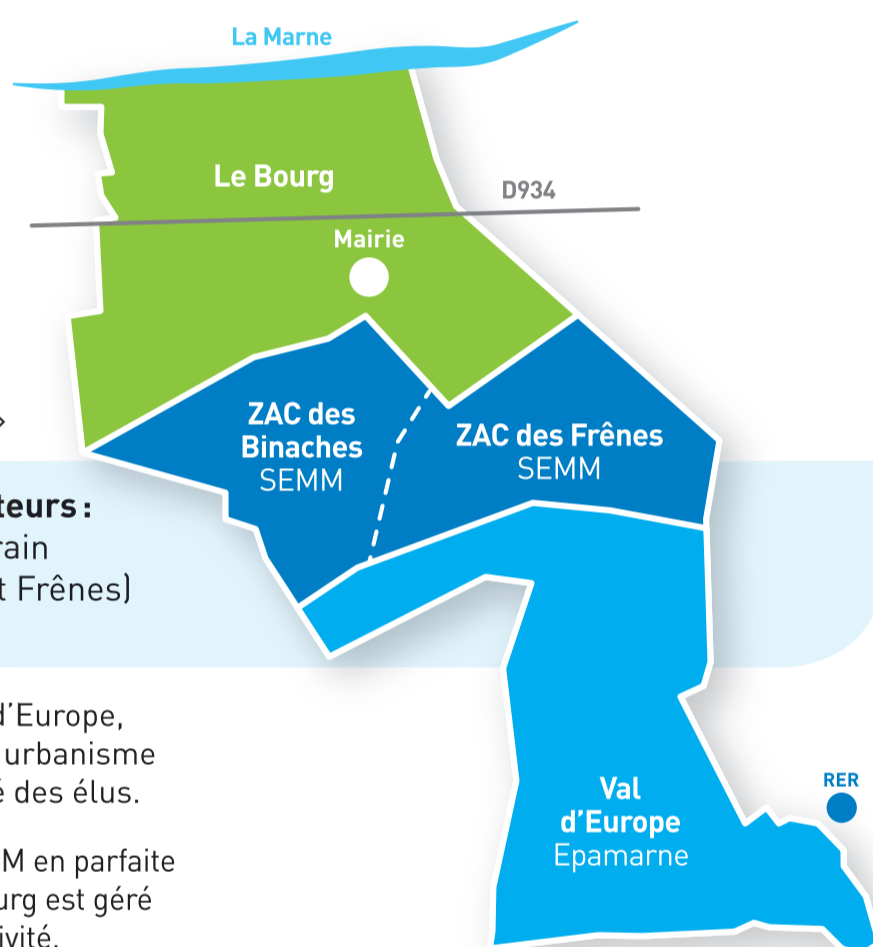 La Marne
Le Bourg
D934
Mairie
ZAC des
Binaches
SEMM
ZAC des Frênes
SEMM
teurs :
rain
t Frênes)
d’Europe,
urbanisme
é des élus.
M en parfaite
urg est géré
ivité.
Val
d’Europe
Epamarne
RER